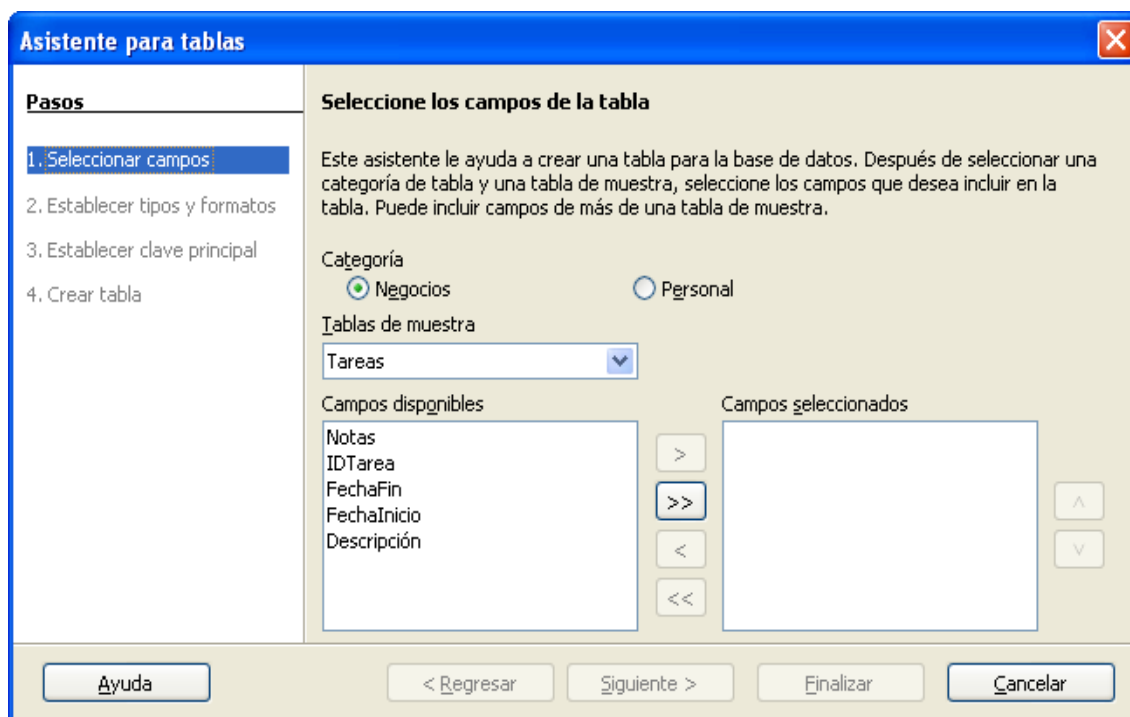 Asistente para tablas
Pasos
1. Seleccionar campos
2. Establecer tipos y formatos
3. Establecer clave principal
4. Crear tabla
Seleccione los campos de la tabla
Este asistente le ayuda a crear una tabla para la base de datos. Después de seleccionar una
categoría de tabla y una tabla de muestra, seleccione los campos que desea incluir en la
tabla. Puede incluir campos de más de una tabla de muestra.
Categoría
Negocios
Personal
Tablas de muestra
Tareas
Campos disponibles
Notas
IDTarea
FechaFin
FechaInicio
Descripción
>
>>
<
<<
Campos seleccionados
Ayuda
< Regresar
Siguiente >
Finalizar
Cancelar